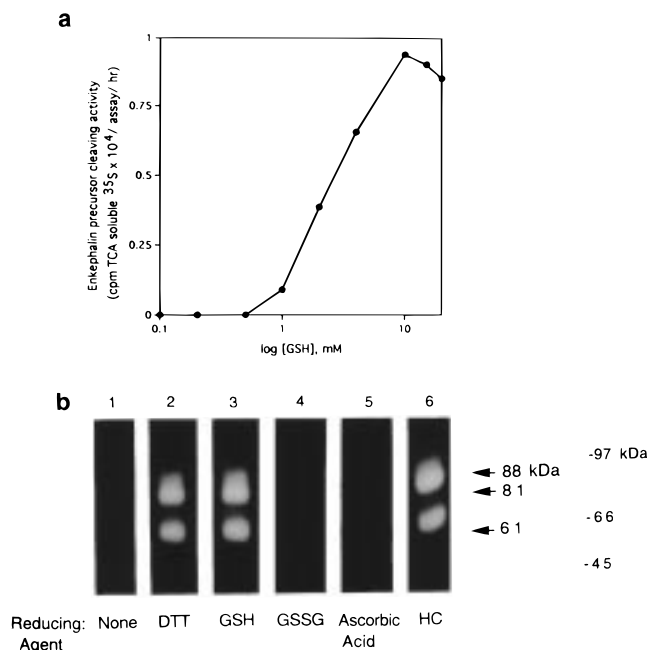 a
Enkephalin precursor cleaving activity
(cpm TCA soluble 35S x 10^4/ assay/ hr)
1
0.75
0.5
0.25
0
0.1
1
10
log [GSH], mM
b
1 2 3 4 5 6
-97 kDa
88 kDa
81
-66
61
-45
Reducing: None DTT GSH GSSG Ascorbic HC
Agent Acid